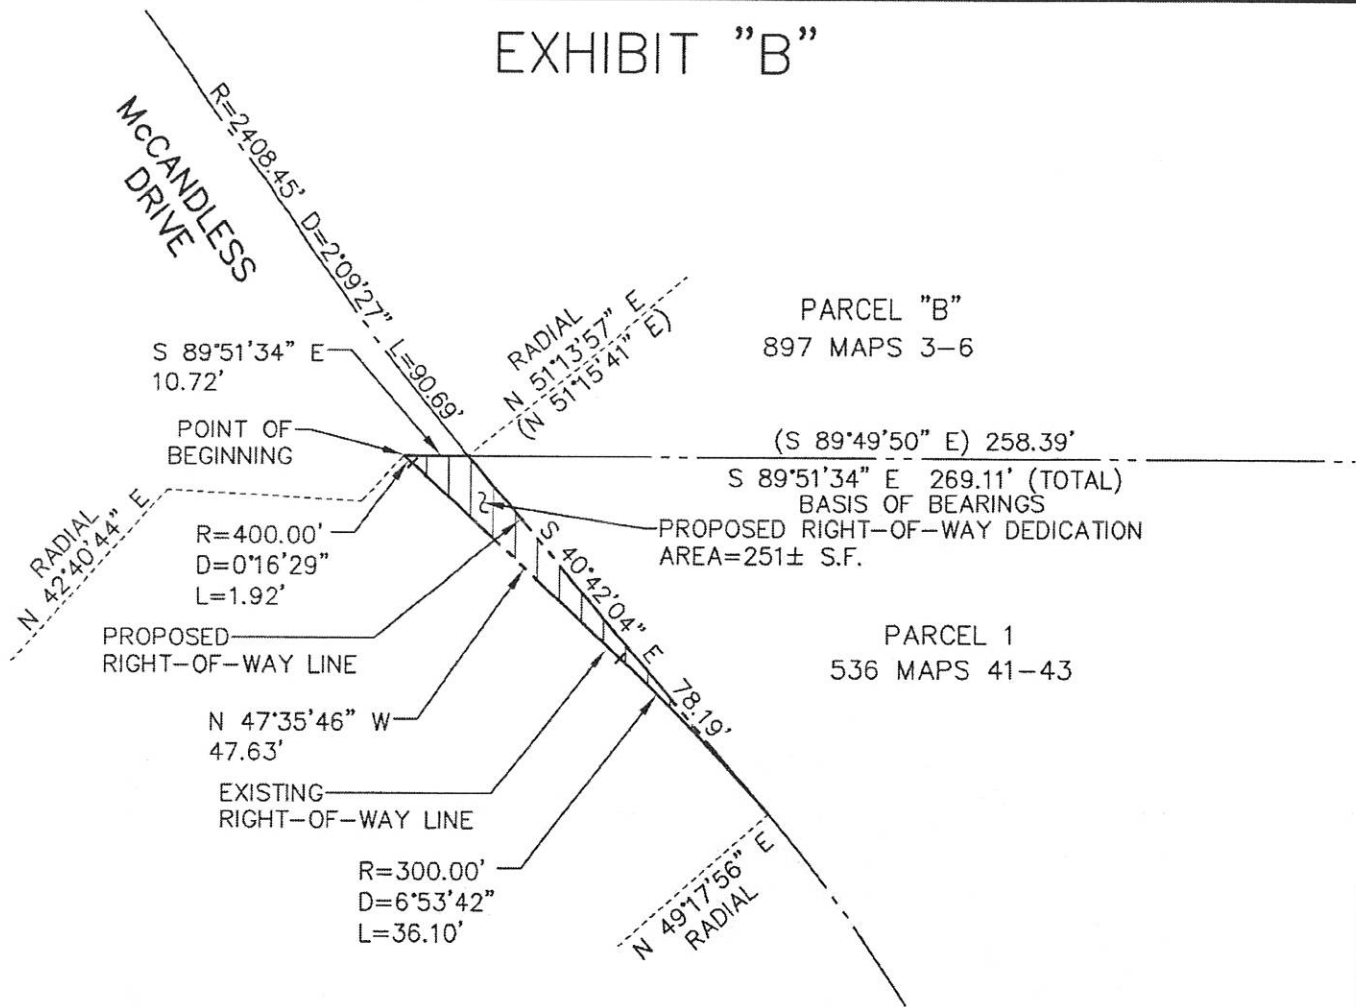 EXHIBIT "B"
McCANDLESS
DRIVE
R=2408.45' D=2°09'27" L=90.69'
RADIAL
N 51°13'57" E
(N 51°15'41" E)
PARCEL "B"
897 MAPS 3-6
S 89°51'34" E
10.72'
POINT OF
BEGINNING
(S 89°49'50" E) 258.39'
S 89°51'34" E 269.11' (TOTAL)
BASIS OF BEARINGS
PROPOSED RIGHT-OF-WAY DEDICATION
AREA=251± S.F.
RADIAL
N 42°40'44" E
R=400.00'
D=0°16'29"
L=1.92'
S 40°42'04" E 78.19'
PROPOSED
RIGHT-OF-WAY LINE
PARCEL 1
536 MAPS 41-43
N 47°35'46" W
47.63'
EXISTING
RIGHT-OF-WAY LINE
R=300.00'
D=6°53'42"
L=36.10'
N 49°17'56" E
RADIAL